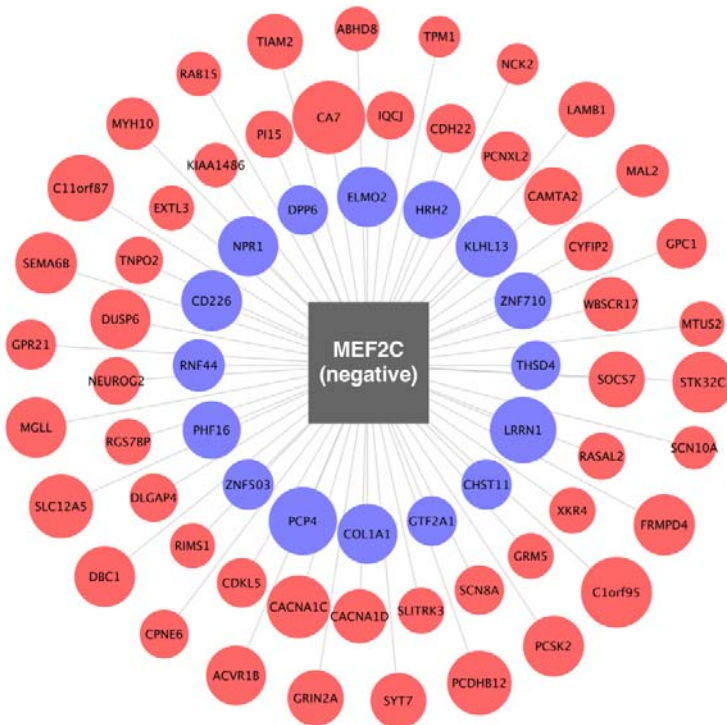 ABHD8
TIAM2
TPM1
NCK2
RAB15
CA7
IQCJ
LAMB1
MYH10
PI15
CDH22
PCNXL2
KIAA1486
MAL2
C11orf87
CAMTA2
EXTL3
DPP6
ELMO2
HRH2
NPR1
KLHL13
CYFIP2
GPC1
SEMA6B
TNPO2
CD226
ZNF710
WBSCR17
DUSP6
MTUS2
GPR21
RNF44
MEF2C
(negative)
THSD4
SOCS7
STK32C
NEUROG2
MGLL
RGS7BP
PHF16
LRRN1
SCN10A
RASAL2
SLC12A5
DLGAP4
ZNF503
CHST11
XKR4
FRMPD4
RIMS1
PCP4
COL1A1
GTF2A1
GRM5
DBC1
CDKL5
SCN8A
C1orf95
CACNA1C
CACNA1D
SLITRK3
CPNE6
PCSK2
ACVR1B
GRIN2A
SYT7
PCDHB12